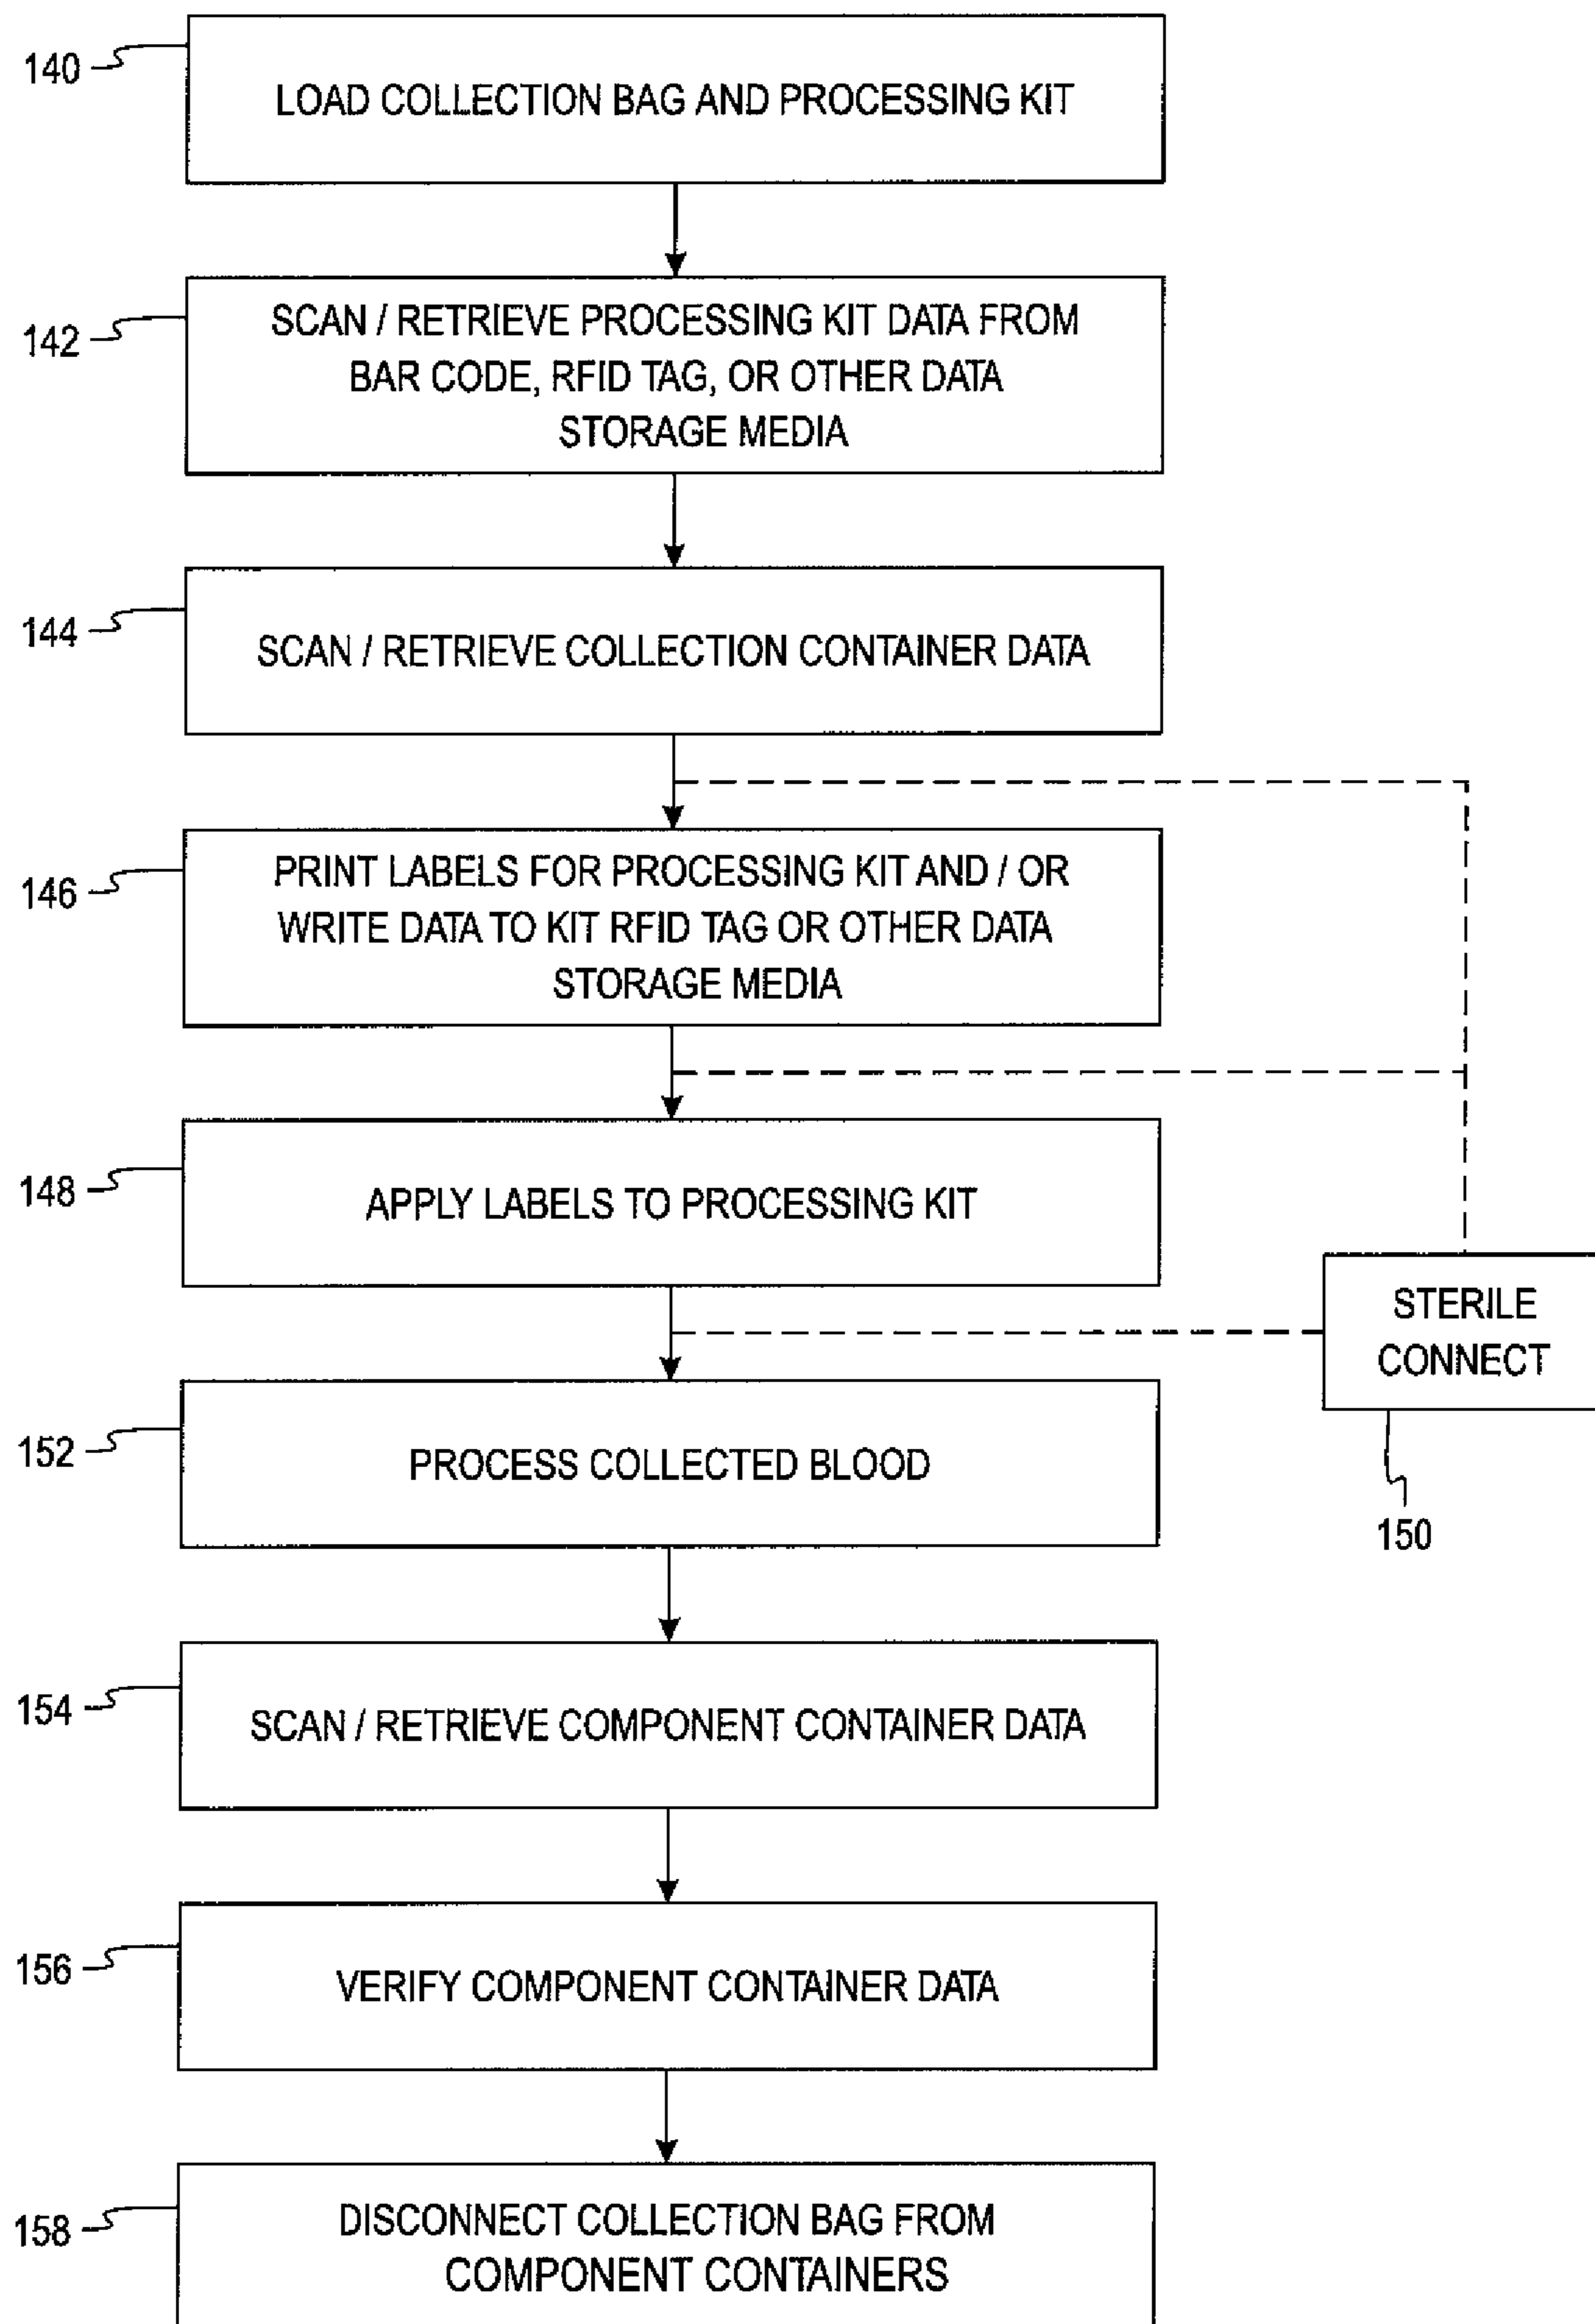 140
LOAD COLLECTION BAG AND PROCESSING KIT
142
SCAN / RETRIEVE PROCESSING KIT DATA FROM
BAR CODE, RFID TAG, OR OTHER DATA
STORAGE MEDIA
144
SCAN / RETRIEVE COLLECTION CONTAINER DATA
146
PRINT LABELS FOR PROCESSING KIT AND / OR
WRITE DATA TO KIT RFID TAG OR OTHER DATA
STORAGE MEDIA
148
APPLY LABELS TO PROCESSING KIT
STERILE
CONNECT
150
152
PROCESS COLLECTED BLOOD
154
SCAN / RETRIEVE COMPONENT CONTAINER DATA
156
VERIFY COMPONENT CONTAINER DATA
158
DISCONNECT COLLECTION BAG FROM
COMPONENT CONTAINERS